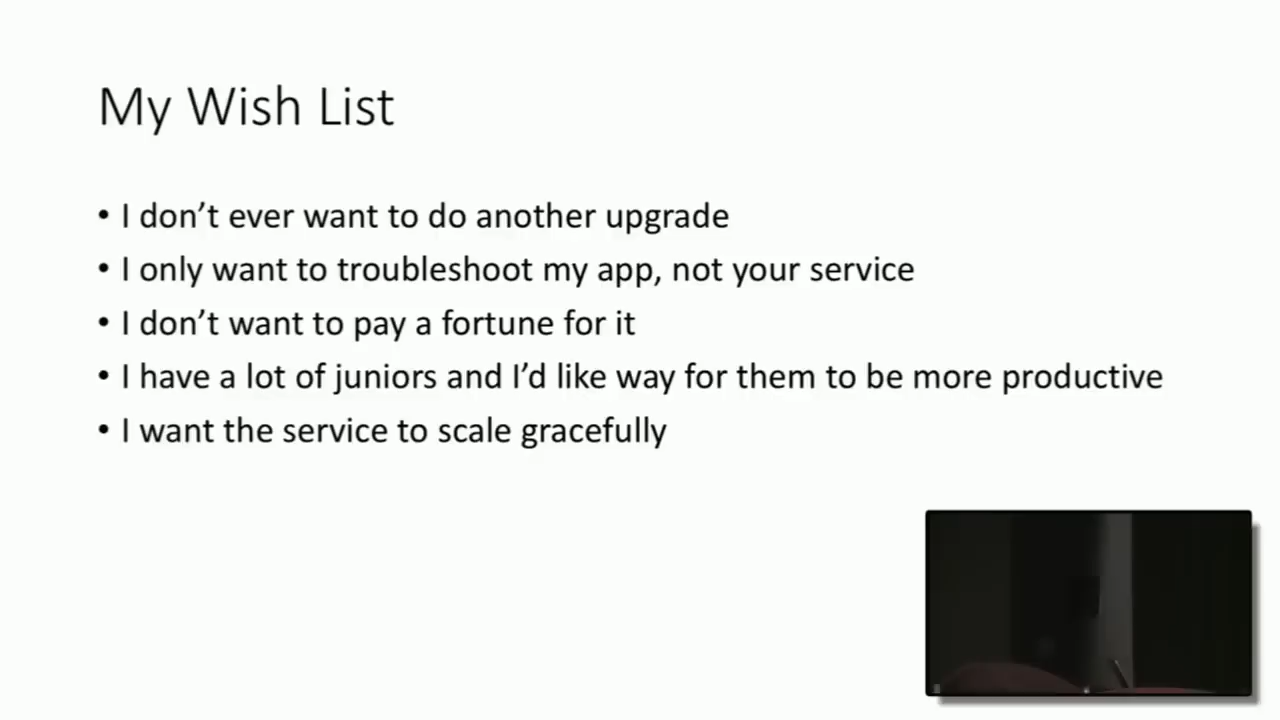 My Wish List
• I don’t ever want to do another upgrade
• I only want to troubleshoot my app, not your service
• I don’t want to pay a fortune for it
• I have a lot of juniors and I’d like way for them to be more productive
• I want the service to scale gracefully